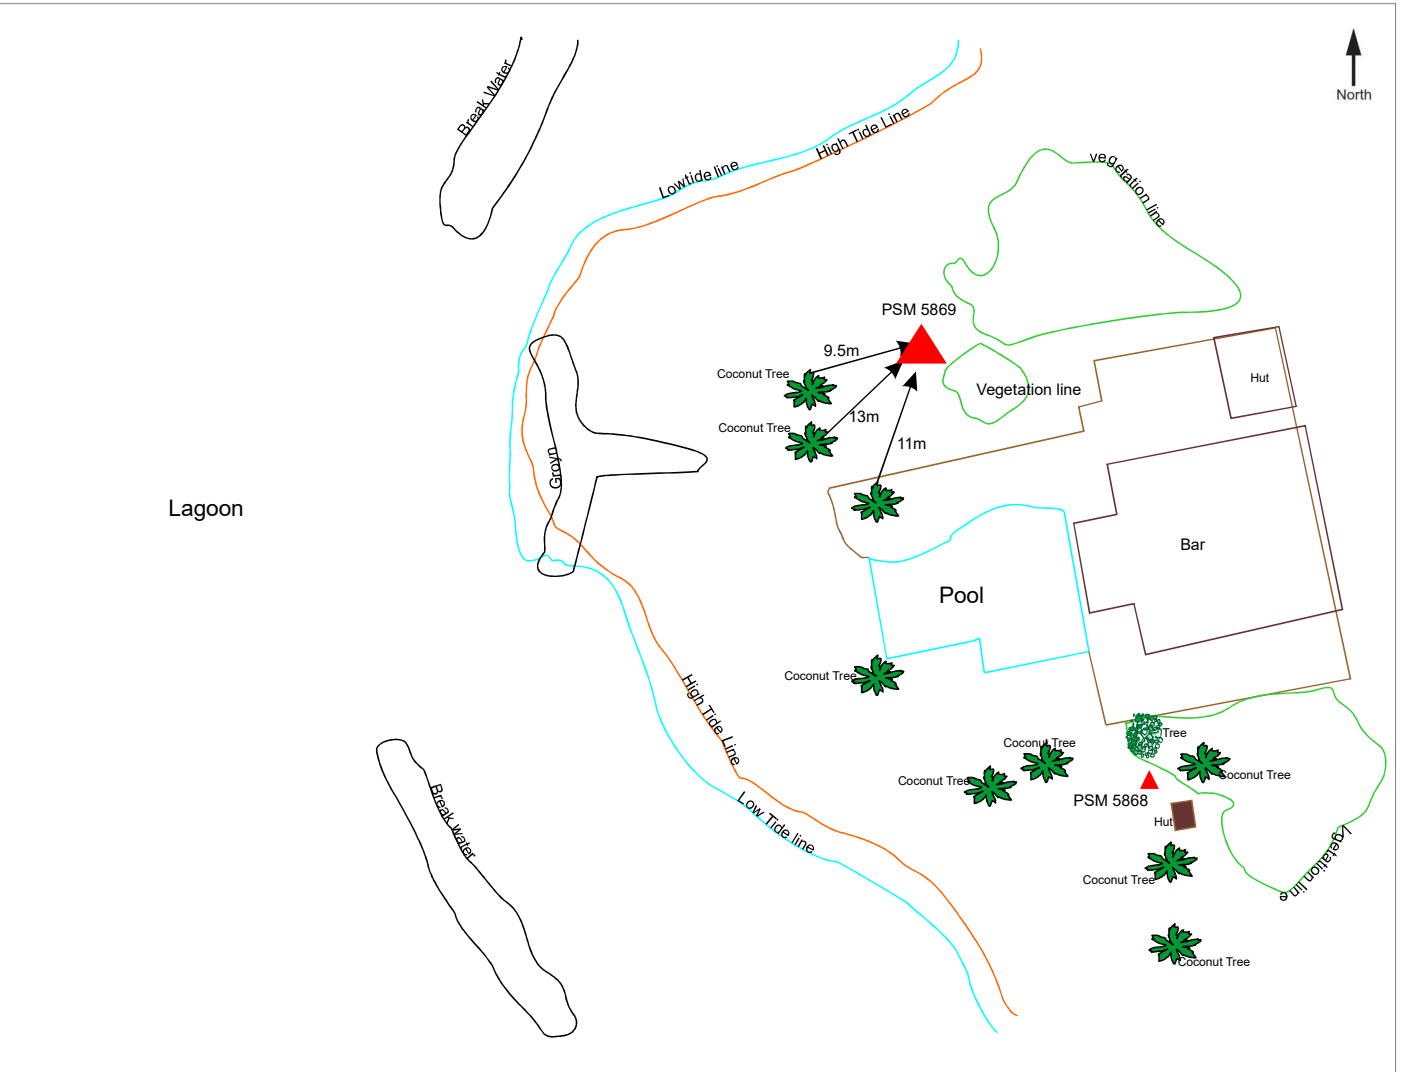 North
Break Water
High Tide Line
Lowtide line
vegetation line
PSM 5869
9.5m
Coconut Tree
Vegetation line
Hut
13m
Coconut Tree
11m
Groyn
Lagoon
Bar
Pool
Coconut Tree
High Tide Line
Tree
Coconut Tree
Coconut Tree
Coconut Tree
PSM 5868
Low Tide line
Hut
Break water
vgetation line
Coconut Tree
Coconut Tree